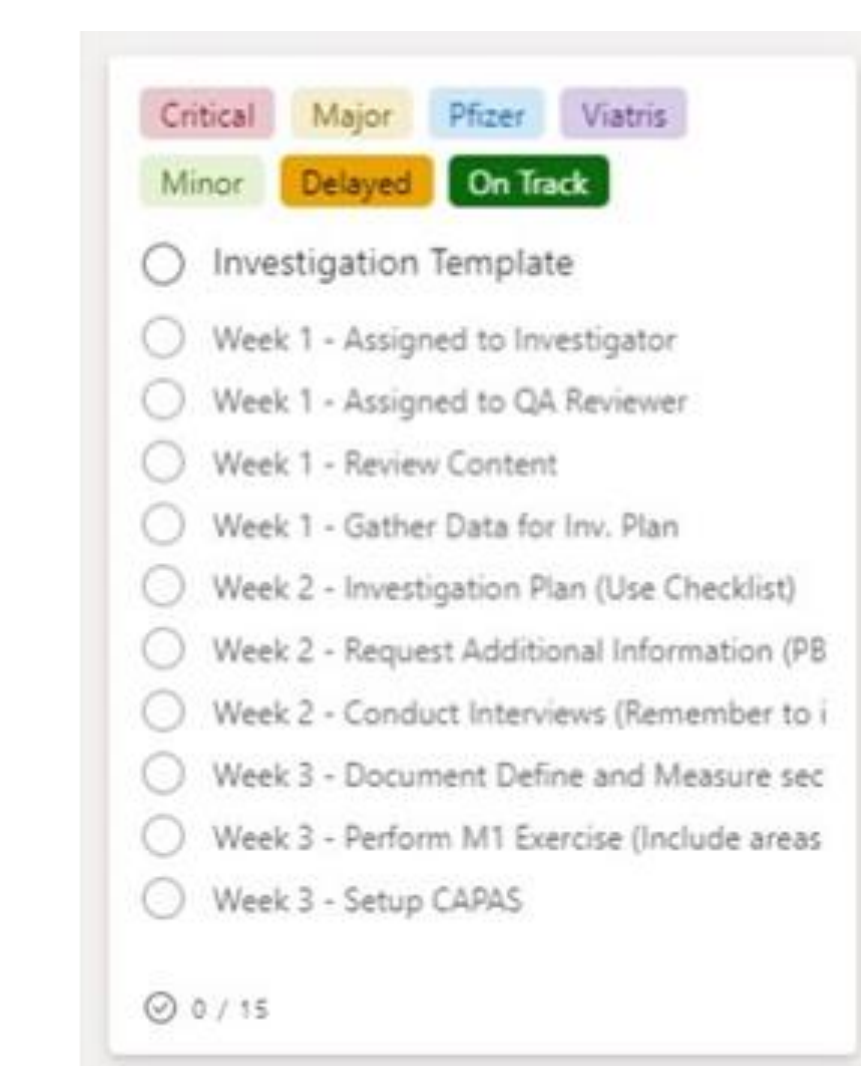 Critical Major Pfizer Viatris
Minor Delayed On Track
Investigation Template
Week 1 - Assigned to Investigator
Week 1 - Assigned to QA Reviewer
Week 1 - Review Content
Week 1 - Gather Data for Inv. Plan
Week 2 - Investigation Plan (Use Checklist)
Week 2 - Request Additional Information (PB
Week 2 - Conduct Interviews (Remember to i
Week 3 - Document Define and Measure sec
Week 3 - Perform M1 Exercise (Include areas
Week 3 - Setup CAPAS
0 / 15